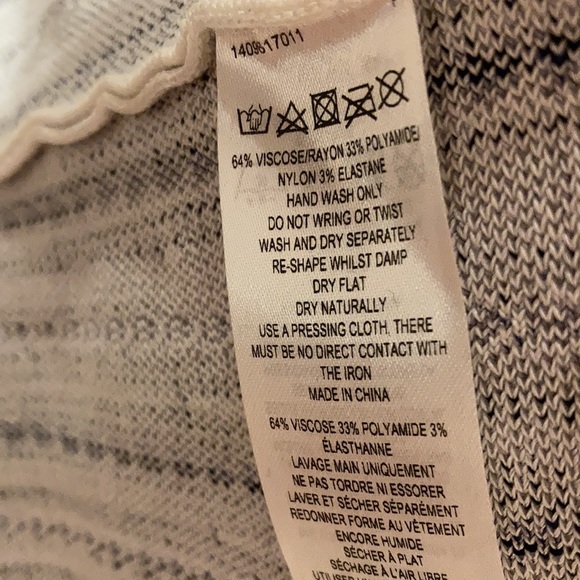 140961 7011
64% VISCOSE/RAYON 33% POLYAMIDE/
NYLON 3% ELASTANE
HAND WASH ONLY
DO NOT WRING OR TWIST
WASH AND DRY SEPARATELY
RE-SHAPE WHILST DAMP
DRY FLAT
DRY NATURALLY
USE A PRESSING CLOTH, THERE
MUST BE NO DIRECT CONTACT WITH
THE IRON
MADE IN CHINA
64% VISCOSE 33% POLYAMIDE 3%
ÉLASTHANNE
LAVAGE MAIN UNIQUEMENT
NE PAS TORDRE NI ESSORER
LAVER ET SÉCHER SÉPARÉMENT
REDONNER FORME AU VÊTEMENT
ENCORE HUMIDE
SÉCHER À PLAT
SÉCHAGE À L'AIR LIBRE